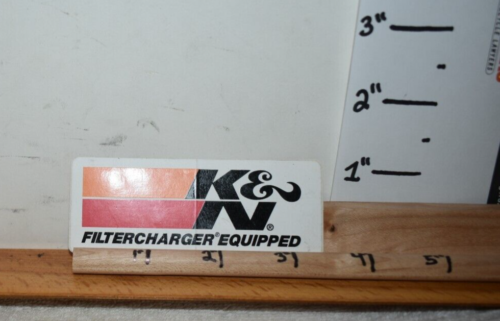 3"
2"
1"
K&N®
FILTERCHARGER® EQUIPPED
1" 2" 3" 4" 5"